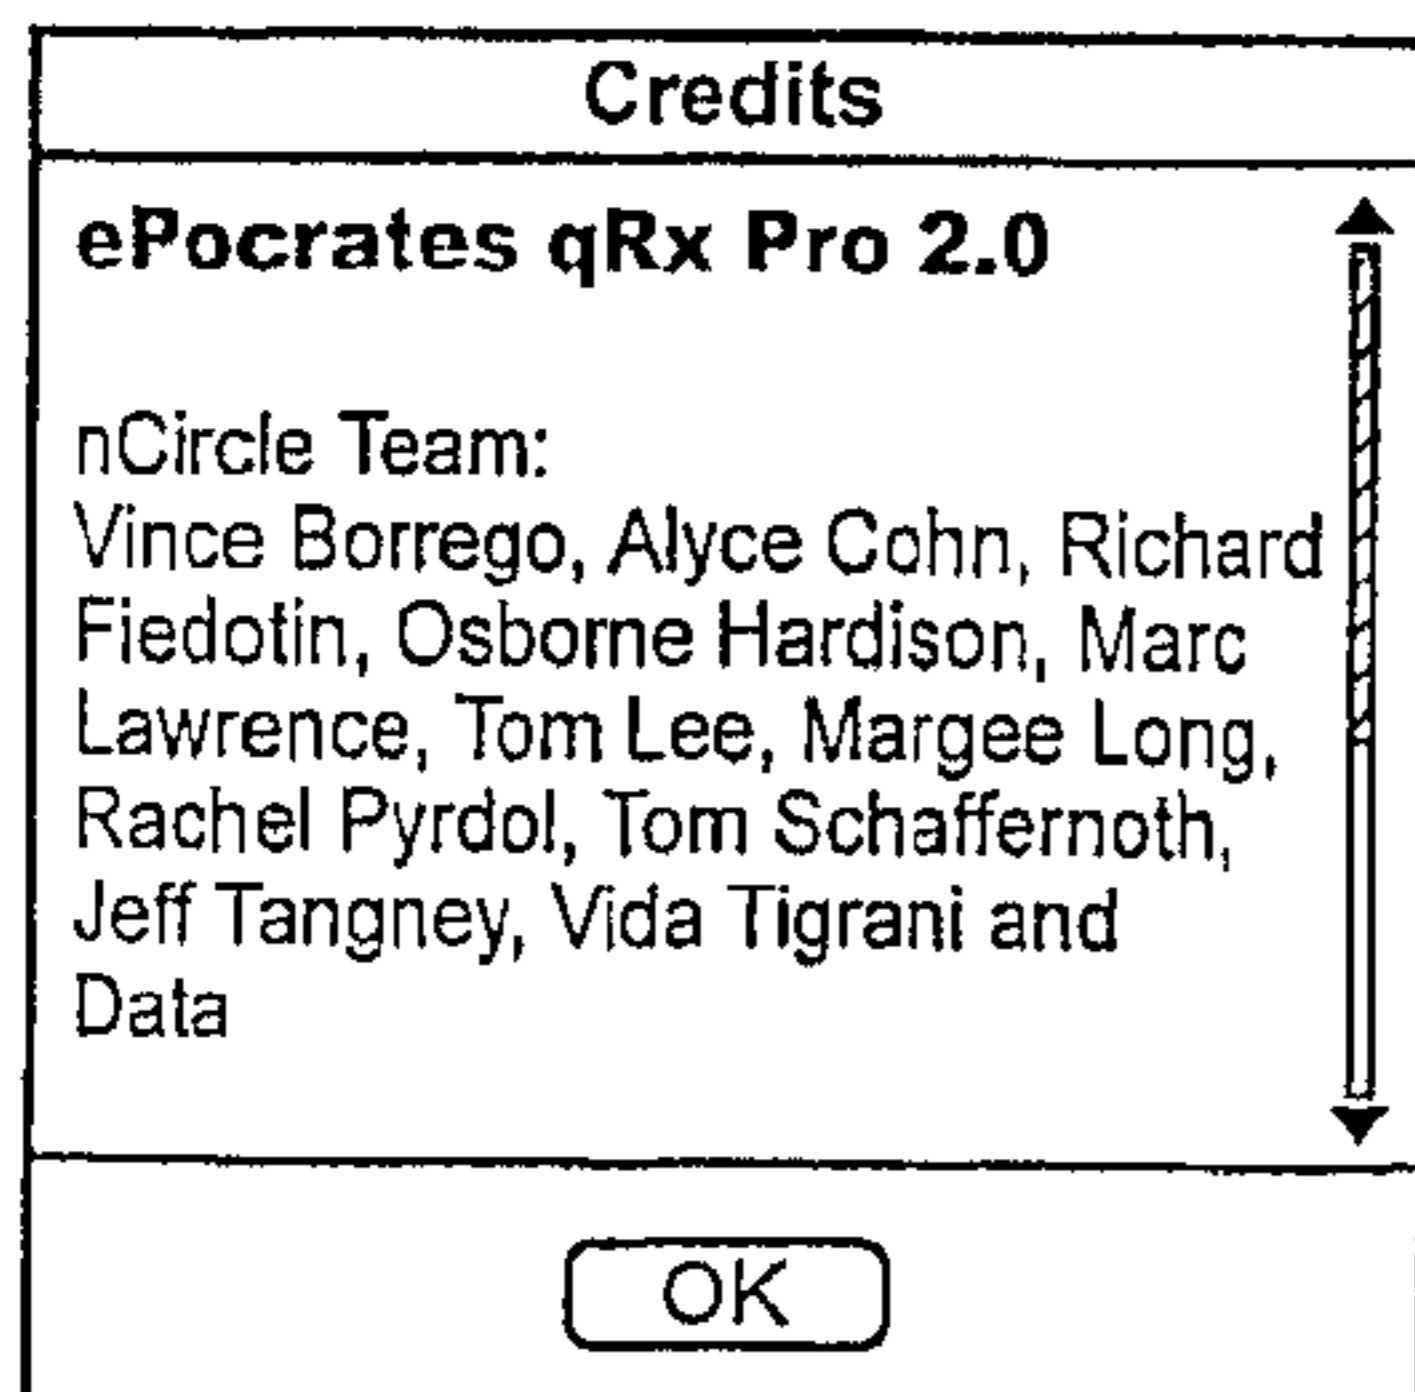 Credits
ePocrates qRx Pro 2.0
nCircle Team:
Vince Borrego, Alyce Cohn, Richard
Fiedotin, Osborne Hardison, Marc
Lawrence, Tom Lee, Margee Long,
Rachel Pyrdol, Tom Schaffernoth,
Jeff Tangney, Vida Tigrani and
Data
OK